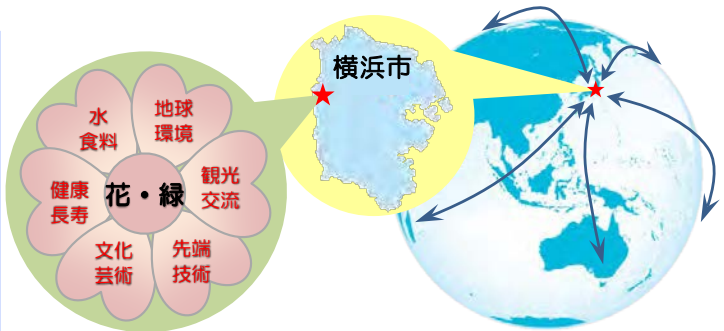 横浜市
水
食料
地球
環境
健康
長寿
花・緑
観光
交流
文化
芸術
先端
技術